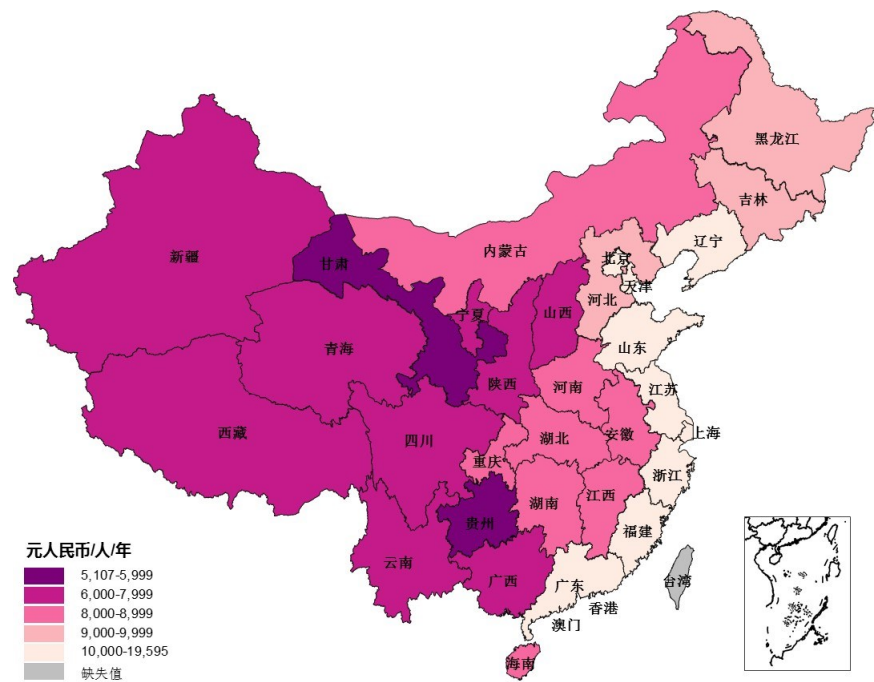 黑龙江
吉林
辽宁
新疆
内蒙古
甘肃
北京
天津
河北
宁夏
山西
青海
山东
陕西
河南
江苏
西藏
四川
湖北
安徽
上海
重庆
浙江
湖南
江西
贵州
福建
云南
广西
广东
台湾
香港
澳门
海南
元人民币/人/年
5,107-5,999
6,000-7,999
8,000-8,999
9,000-9,999
10,000-19,595
缺失值